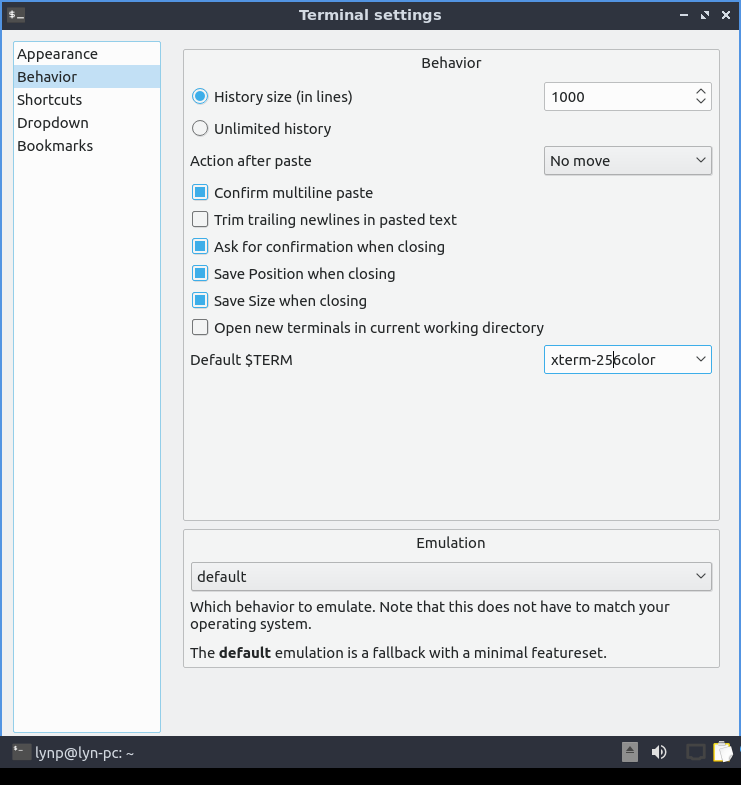 Terminal settings
Appearance
Behavior
Shortcuts
Dropdown
Bookmarks
Behavior
History size (in lines)
1000
Unlimited history
Action after paste
No move
Confirm multiline paste
Trim trailing newlines in pasted text
Ask for confirmation when closing
Save Position when closing
Save Size when closing
Open new terminals in current working directory
Default $TERM
xterm-256color
Emulation
default
Which behavior to emulate. Note that this does not have to match your
operating system.
The default emulation is a fallback with a minimal featureset.
lynp@lyn-pc: ~